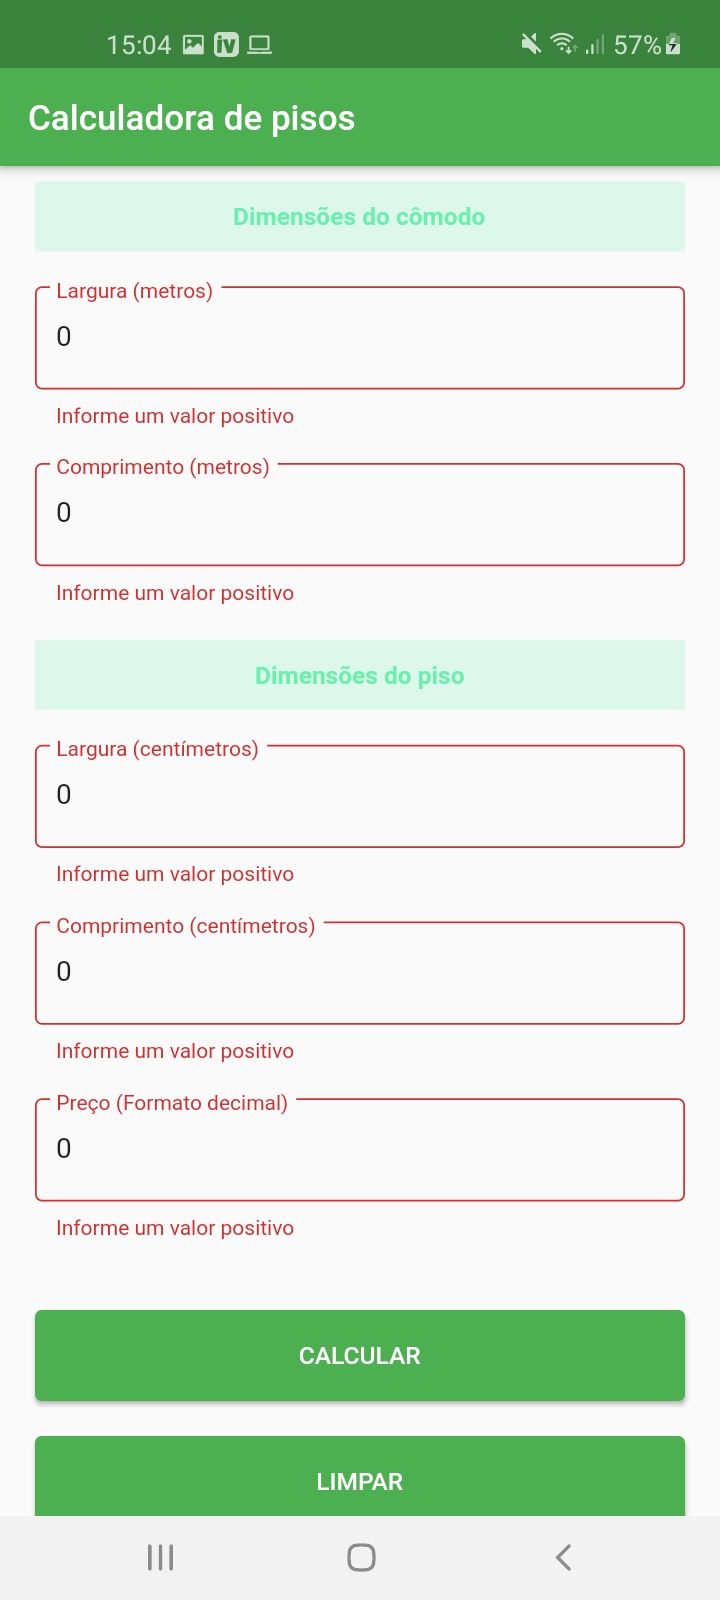 15:04 iv 57%
Calculadora de pisos
Dimensões do cômodo
Largura (metros)
0
Informe um valor positivo
Comprimento (metros)
0
Informe um valor positivo
Dimensões do piso
Largura (centímetros)
0
Informe um valor positivo
Comprimento (centímetros)
0
Informe um valor positivo
Preço (Formato decimal)
0
Informe um valor positivo
CALCULAR
LIMPAR